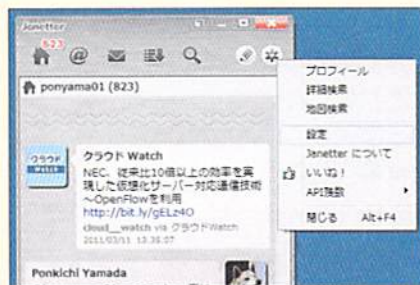 Janetter
823
ponyama01 (823)
クラウド Watch
クラウド Watch
NEC、従来比10倍以上の効率を実
現した仮想化サーバー対応通信技術
～OpenFlowを利用
http://bit.ly/gELz4O
cloud__watch via クラウドWatch
2011/03/11 13:35:07
Ponkichi Yamada
プロフィール
詳細検索
地図検索
設定
Janetter について
いいね！
API残数
閉じる Alt+F4